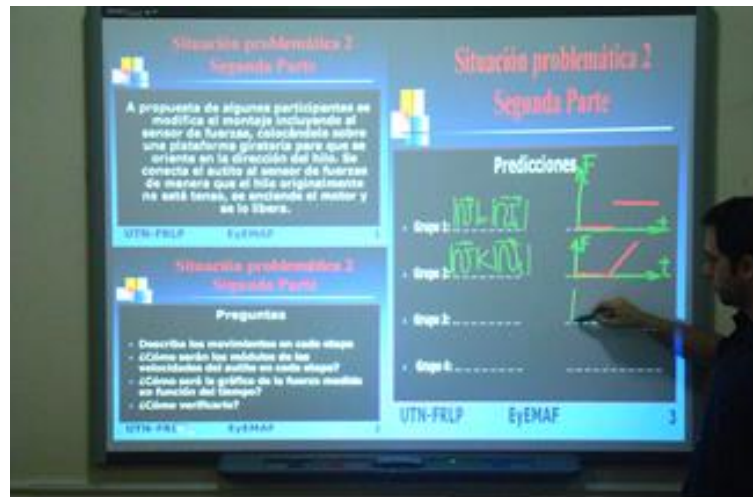 Situación problemática 2
Segunda Parte
A propuesta de algunos participantes se
modifica el montaje incluyendo al
sensor de fuerzas, colocándolo sobre
una plataforma giratoria para que se
oriente en la dirección del hilo. Se
conecta el autito al sensor de fuerzas
de manera que el hilo originalmente
no está tenso, se enciende el motor y
se lo libera.
UTN-FRLP EyEMAF 1
Situación problemática 2
Segunda Parte
Preguntas
- Describa los movimientos en cada etapa
- ¿Cómo serán los módulos de las
velocidades del autito en cada etapa?
- ¿Cómo será la gráfica de la fuerza medida
en función del tiempo?
- ¿Cómo verificarlo?
UTN-FRLP EyEMAF 2
Situación problemática 2
Segunda Parte
Predicciones
F
- Grupo 1:
t
F
- Grupo 2:
t
- Grupo 3:
- Grupo 4:
UTN-FRLP EyEMAF 3